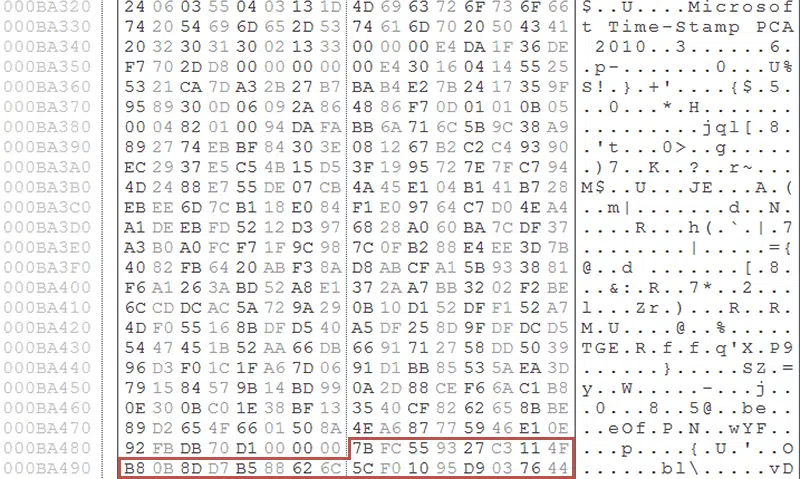 000BA320 24 06 03 55 04 03 13 1D 4D 69 63 72 6F 73 6F 66 $..U....Microsof
000BA330 74 20 54 69 6D 65 2D 53 74 61 6D 70 20 50 43 41 t Time-Stamp PCA
000BA340 20 32 30 31 30 02 13 33 00 00 00 E4 DA 1F 36 DE  2010..3......6.
000BA350 F7 70 2D D8 00 00 00 00 00 E4 30 16 04 14 55 25 .p-.......0...U%
000BA360 53 21 CA 7D A3 2B 27 B7 BA B4 E2 7B 24 17 35 9F S!.}.+'....{$.5.
000BA370 95 89 30 0D 06 09 2A 86 48 86 F7 0D 01 01 0B 05 ..0...*.H.......
000BA380 00 04 82 01 00 94 DA FA BB 6A 71 6C 5B 9C 38 A9 .........jql[.8.
000BA390 89 27 74 EB BF 84 30 3E 08 12 67 B2 C2 C4 93 90 .'t...0>..g.....
000BA3A0 EC 29 37 E5 C5 4B 15 D5 3F 19 95 72 7E 7F C7 94 .)7..K..?..r~...
000BA3B0 4D 24 88 E7 55 DE 07 CB 4A 45 E1 04 B1 41 B7 28 M$..U...JE...A.(
000BA3C0 EB EE 6D 7C B1 18 E0 84 F1 E0 97 64 C7 D0 4E A4 ..m|.......d..N.
000BA3D0 A1 DE EB FD 52 12 D3 97 68 28 A0 60 BA 7C DF 37 ....R...h(.`.|.7
000BA3E0 A3 B0 A0 FC F7 1F 9C 98 7C 0F B2 88 E4 EE 3D 7B ........|.....={
000BA3F0 40 82 FB 64 20 AB F3 8A D8 AB CF A1 5B 93 38 81 @..d .......[.8.
000BA400 F6 A1 26 3A BD 52 A8 E1 37 2A A7 BB 32 02 F2 BE ..&:.R..7*..2...
000BA410 6C CD DC AC 5A 72 9A 29 0B 10 D1 52 DF F1 52 A7 l...Zr.)...R..R.
000BA420 4D F0 55 16 8B DF D5 40 A5 DF 25 8D 9F DF DC D5 M.U....@..%.....
000BA430 54 47 45 1B 52 AA 66 DB 66 91 71 27 58 DD 50 39 TGE.R.f.f.q'X.P9
000BA440 96 D3 F0 1C 1F A6 7D 06 91 D1 BB 85 53 5A EA 3D ......}.....SZ.=
000BA450 79 15 84 57 9B 14 BD 99 0A 2D 88 CE F6 6A C1 B8 y..W.....-...j..
000BA460 0E 30 0B C0 1E 38 BF 13 35 40 CF 82 62 65 8B BE .0...8..5@..be..
000BA470 89 D2 65 4F 66 01 50 8A 4E A6 87 77 59 46 E1 0E ..eOf.P.N..wYF..
000BA480 92 FB DB 70 D1 00 00 00 7B FC 55 93 27 C3 11 4F ...p....{.U.'..O
000BA490 B8 0B 8D D7 B5 88 62 6C 5C F0 10 95 D9 03 76 44 ......bl\.....vD